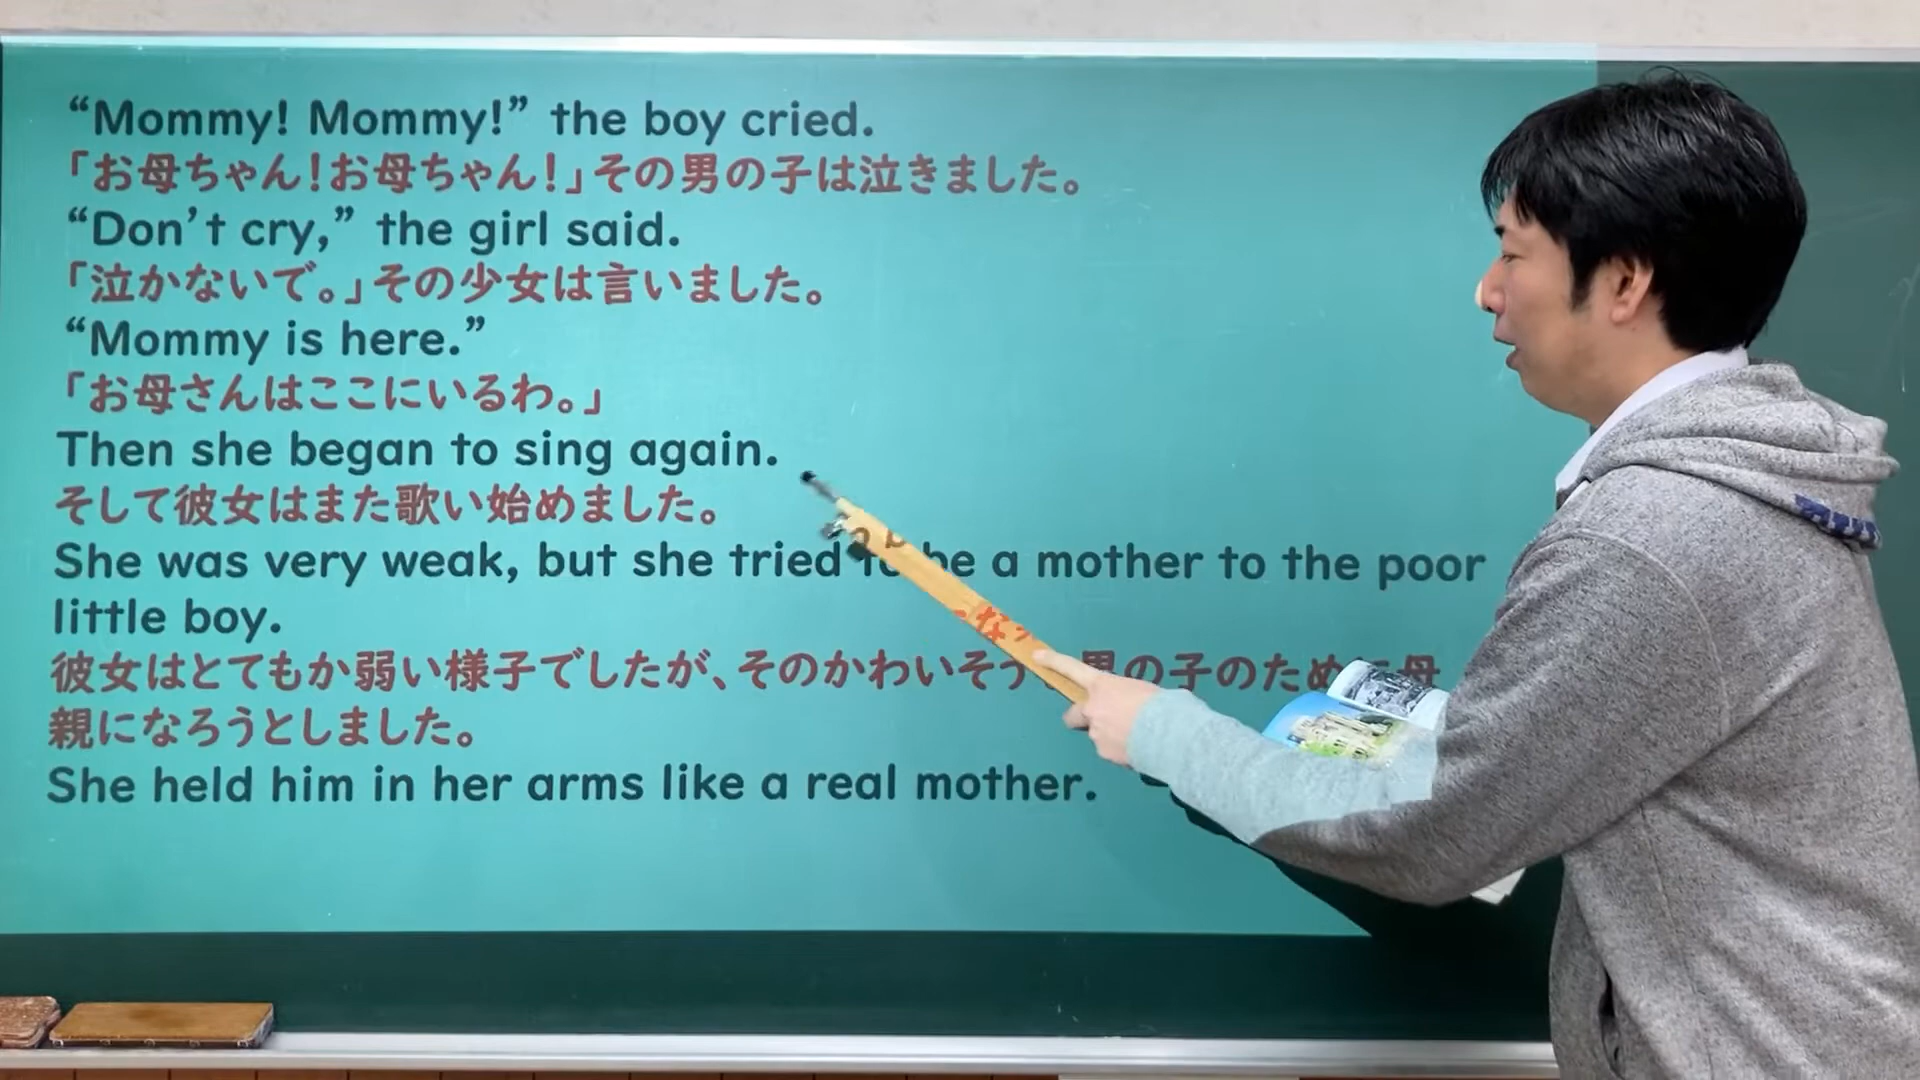 “Mommy! Mommy!” the boy cried.
「お母ちゃん！お母ちゃん！」その男の子は泣きました。
“Don’t cry,” the girl said.
「泣かないで。」その少女は言いました。
“Mommy is here.”
「お母さんはここにいるわ。」
Then she began to sing again.
そして彼女はまた歌い始めました。
She was very weak, but she tried be a mother to the poor
little boy.
彼女はとてもか弱い様子でしたが、そのかわいそう 男の子のために母
親になろうとしました。
She held him in her arms like a real mother.
な